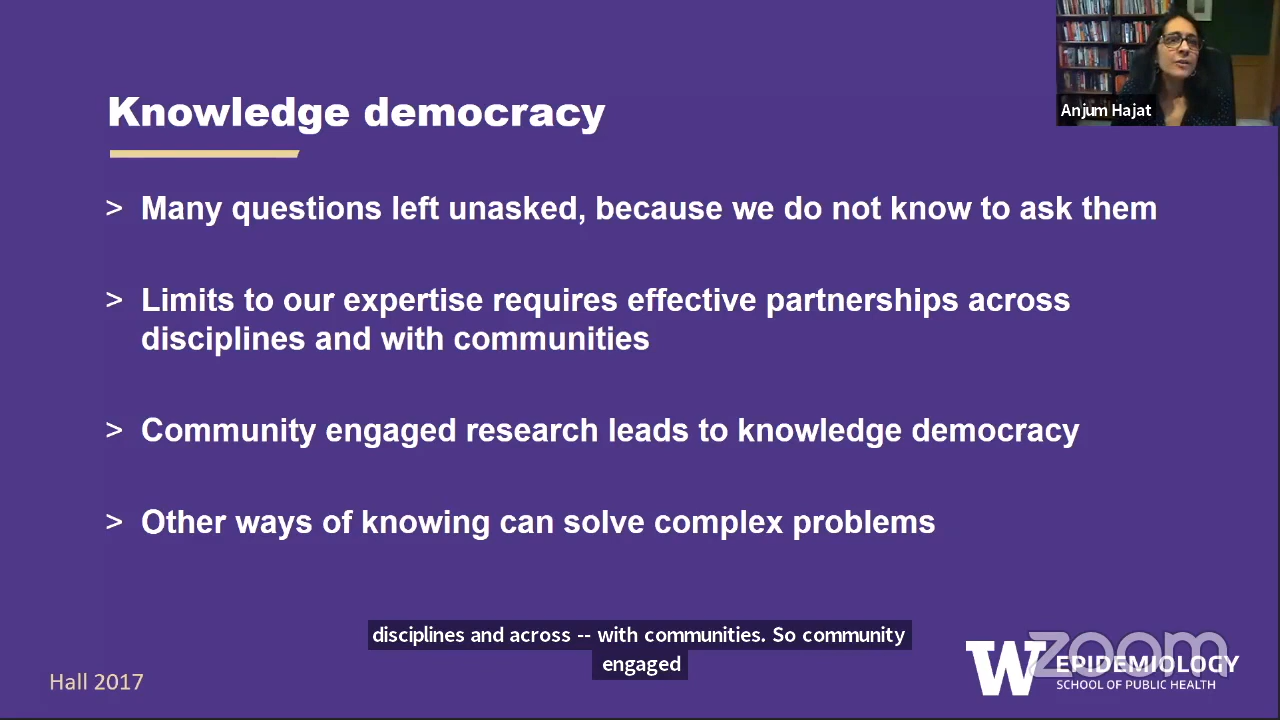 Knowledge democracy
Anjum Hajat
> Many questions left unasked, because we do not know to ask them
> Limits to our expertise requires effective partnerships across
disciplines and with communities
> Community engaged research leads to knowledge democracy
> Other ways of knowing can solve complex problems
disciplines and across -- with communities. So community
engaged
Hall 2017
W EPIDEMIOLOGY
SCHOOL OF PUBLIC HEALTH
zoom